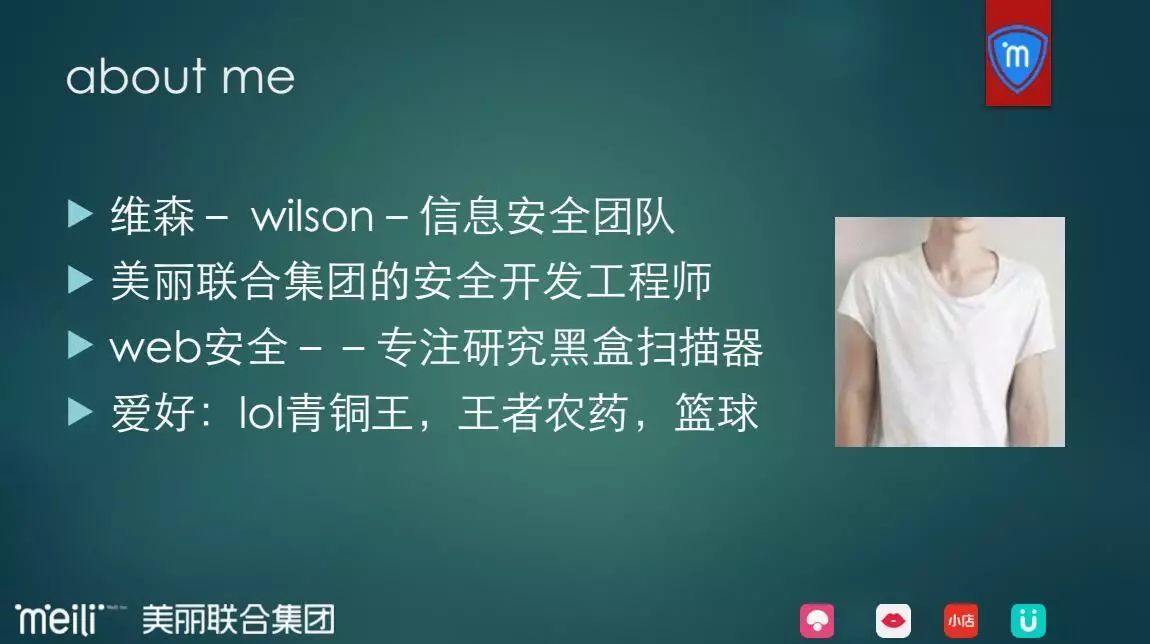 about me
维森 – wilson – 信息安全团队
美丽联合集团的安全开发工程师
web安全 – – 专注研究黑盒扫描器
爱好：lol青铜王，王者农药，篮球
meili 美丽联合集团
小店